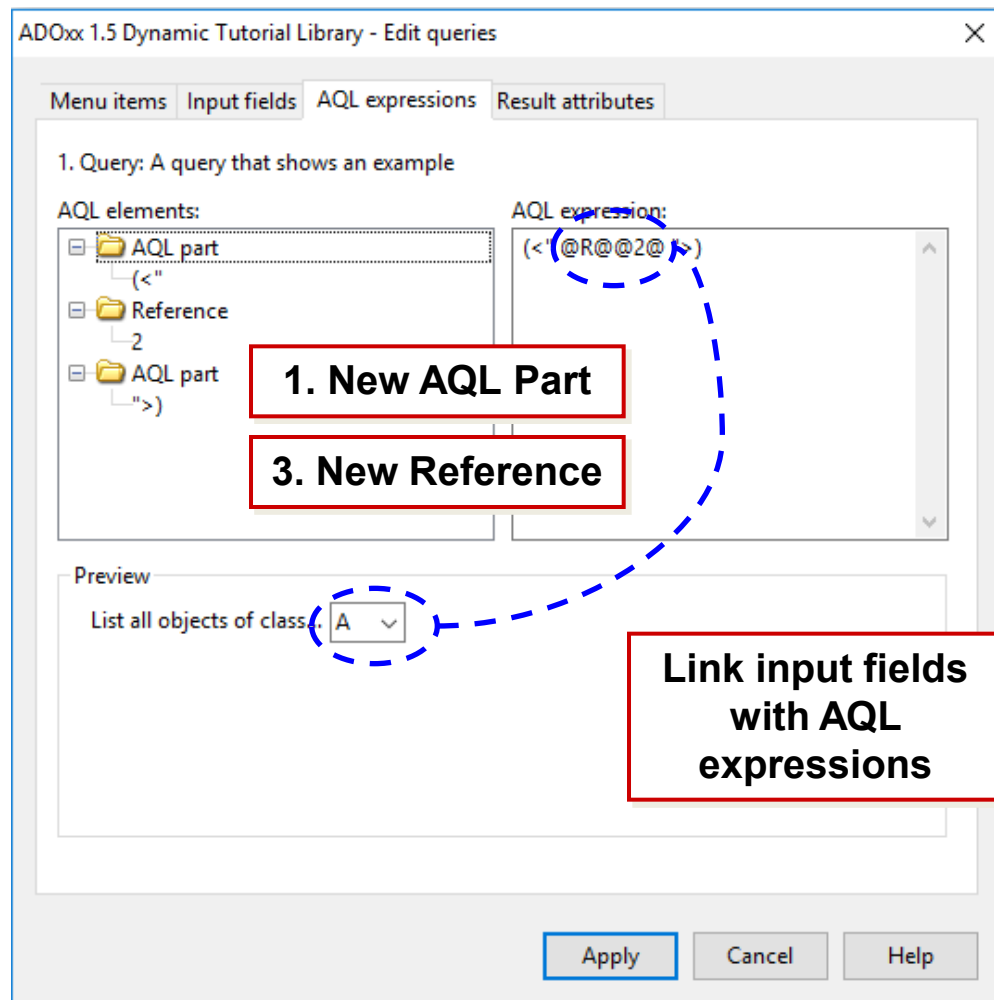 ADOxx 1.5 Dynamic Tutorial Library - Edit queries
Menu items Input fields AQL expressions Result attributes
1. Query: A query that shows an example
AQL elements:
AQL part
(<"
Reference
2
AQL part
">)
AQL expression:
(<" @R@@2@ ">)
1. New AQL Part
3. New Reference
Preview
List all objects of class... A
Link input fields
with AQL
expressions
Apply Cancel Help